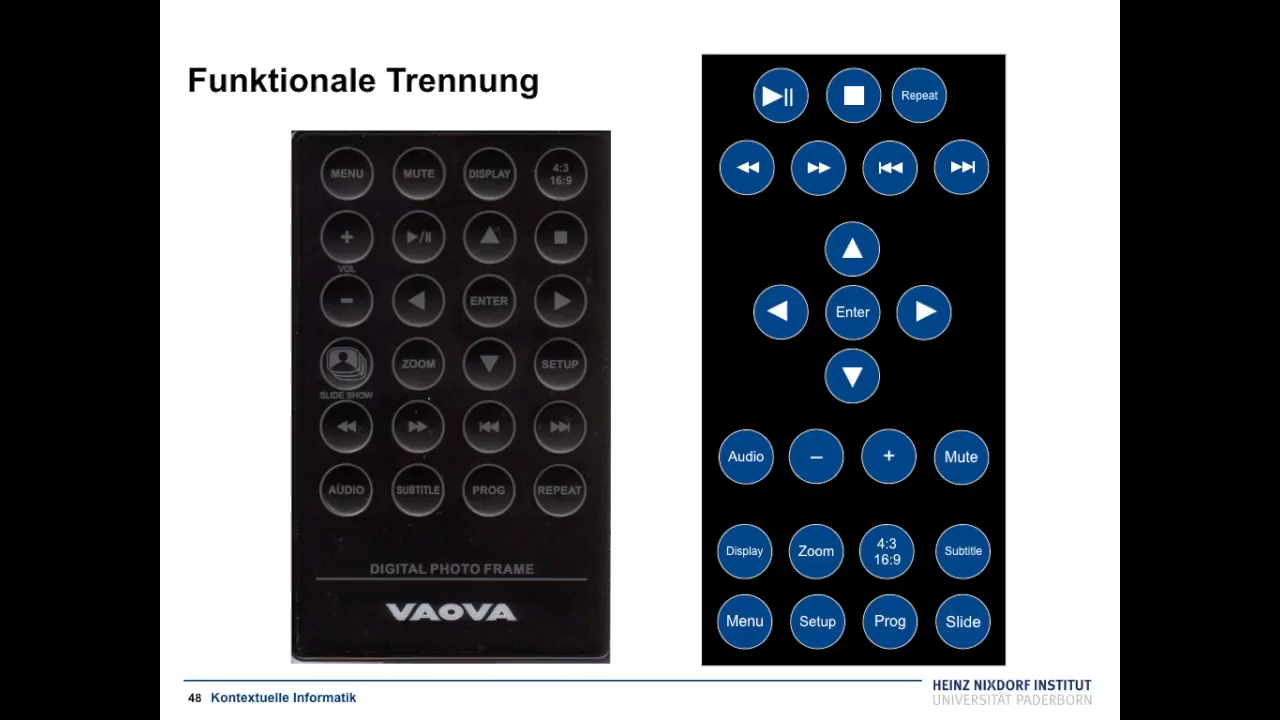 Funktionale Trennung
MENU MUTE DISPLAY 4:3
16:9
VOL
ENTER
ZOOM SETUP
SLIDE SHOW
AUDIO SUBTITLE PROG REPEAT
DIGITAL PHOTO FRAME
VAOVA
Repeat
Enter
Audio – + Mute
Display Zoom 4:3
16:9 Subtitle
Menu Setup Prog Slide
48 Kontextuelle Informatik
HEINZ NIXDORF INSTITUT
UNIVERSITÄT PADERBORN